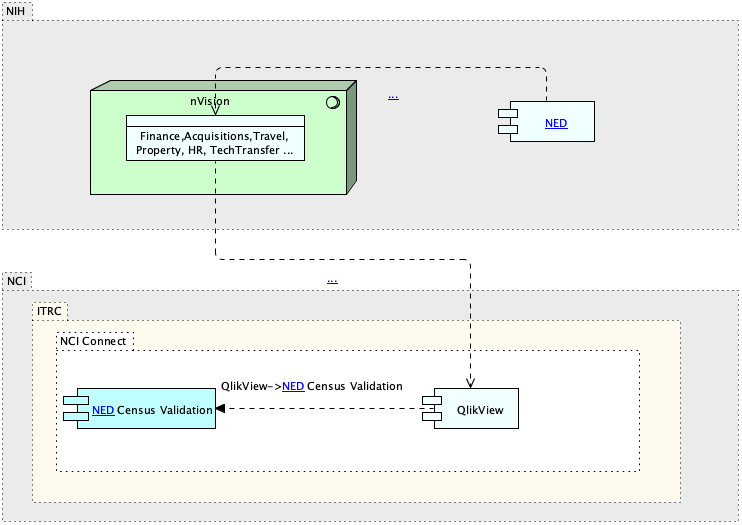 NIH
nVision
...
NED
Finance,Acquisitions,Travel,
Property, HR, TechTransfer ...
NCI
...
ITRC
NCI Connect
QlikView->NED Census Validation
NED Census Validation
QlikView